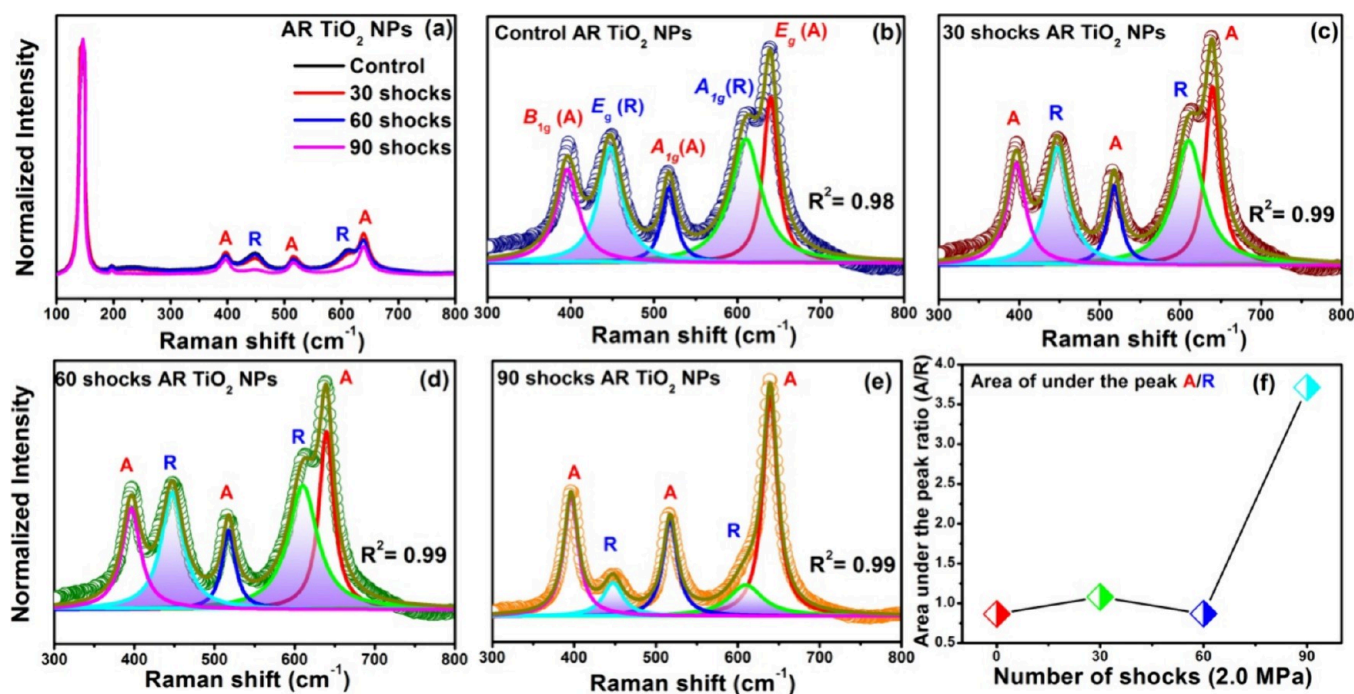 AR TiO₂ NPs (a)
Control
30 shocks
60 shocks
90 shocks
A R A R A
Normalized Intensity
100 200 300 400 500 600 700 800
Raman shift (cm⁻¹)
Control AR TiO₂ NPs (b)
B₁g (A)
Eg (R)
A₁g(A)
A₁g(R)
Eg (A)
R²= 0.98
300 400 500 600 700 800
Raman shift (cm⁻¹)
30 shocks AR TiO₂ NPs (c)
A R A R A
R²= 0.99
300 400 500 600 700 800
Raman shift (cm⁻¹)
60 shocks AR TiO₂ NPs (d)
A R A R A
R²= 0.99
Normalized Intensity
300 400 500 600 700 800
Raman shift (cm⁻¹)
90 shocks AR TiO₂ NPs (e)
A R A R A
R²= 0.99
300 400 500 600 700 800
Raman shift (cm⁻¹)
Area of under the peak A/R (f)
Area under the peak ratio (A/R)
4.0
3.5
3.0
2.5
2.0
1.5
1.0
0.5
0 30 60 90
Number of shocks (2.0 MPa)